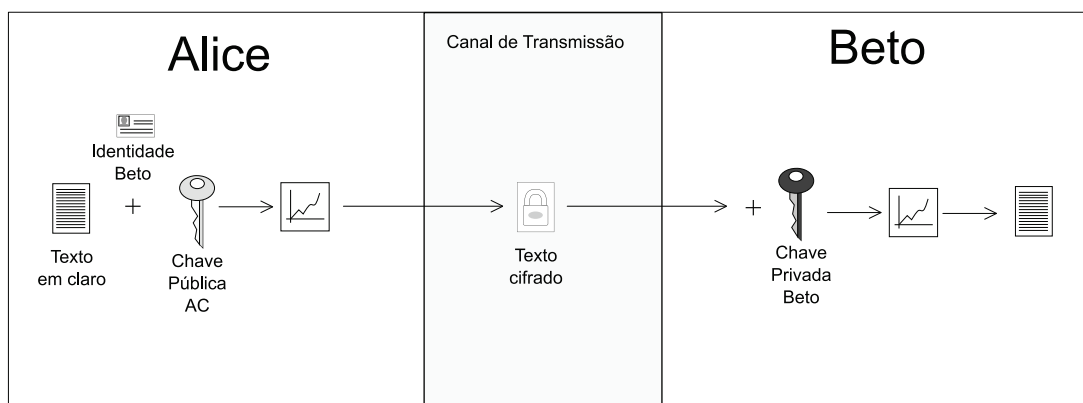 Alice
Canal de Transmissão
Beto
Identidade
Beto
+
Texto
em claro
Chave
Pública
AC
Texto
cifrado
+
Chave
Privada
Beto